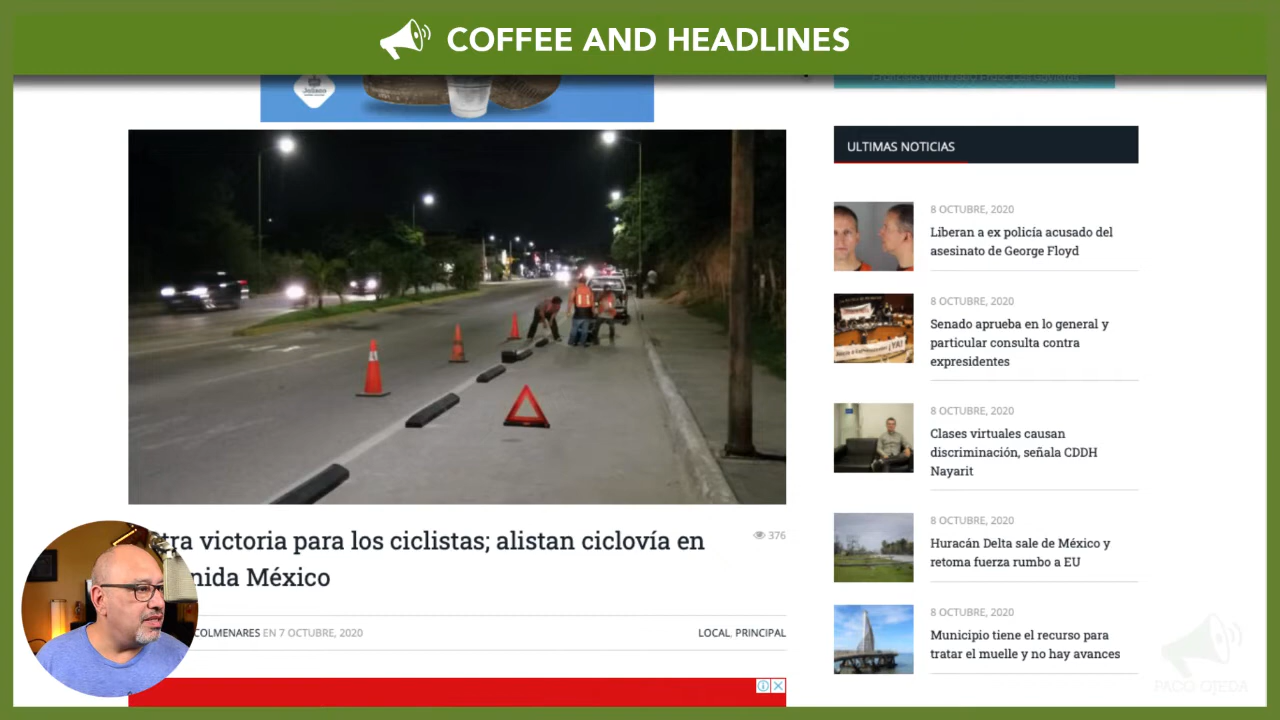 COFFEE AND HEADLINES
Jalisco
ULTIMAS NOTICIAS
8 OCTUBRE, 2020
Liberan a ex policía acusado del
asesinato de George Floyd
8 OCTUBRE, 2020
Senado aprueba en lo general y
particular consulta contra
expresidentes
8 OCTUBRE, 2020
Clases virtuales causan
discriminación, señala CDDH
Nayarit
8 OCTUBRE, 2020
Huracán Delta sale de México y
retoma fuerza rumbo a EU
8 OCTUBRE, 2020
Municipio tiene el recurso para
tratar el muelle y no hay avances
tra victoria para los ciclistas; alistan ciclovía en
nida México
376
COLMENARES EN 7 OCTUBRE, 2020
LOCAL, PRINCIPAL
PACO OJEDA